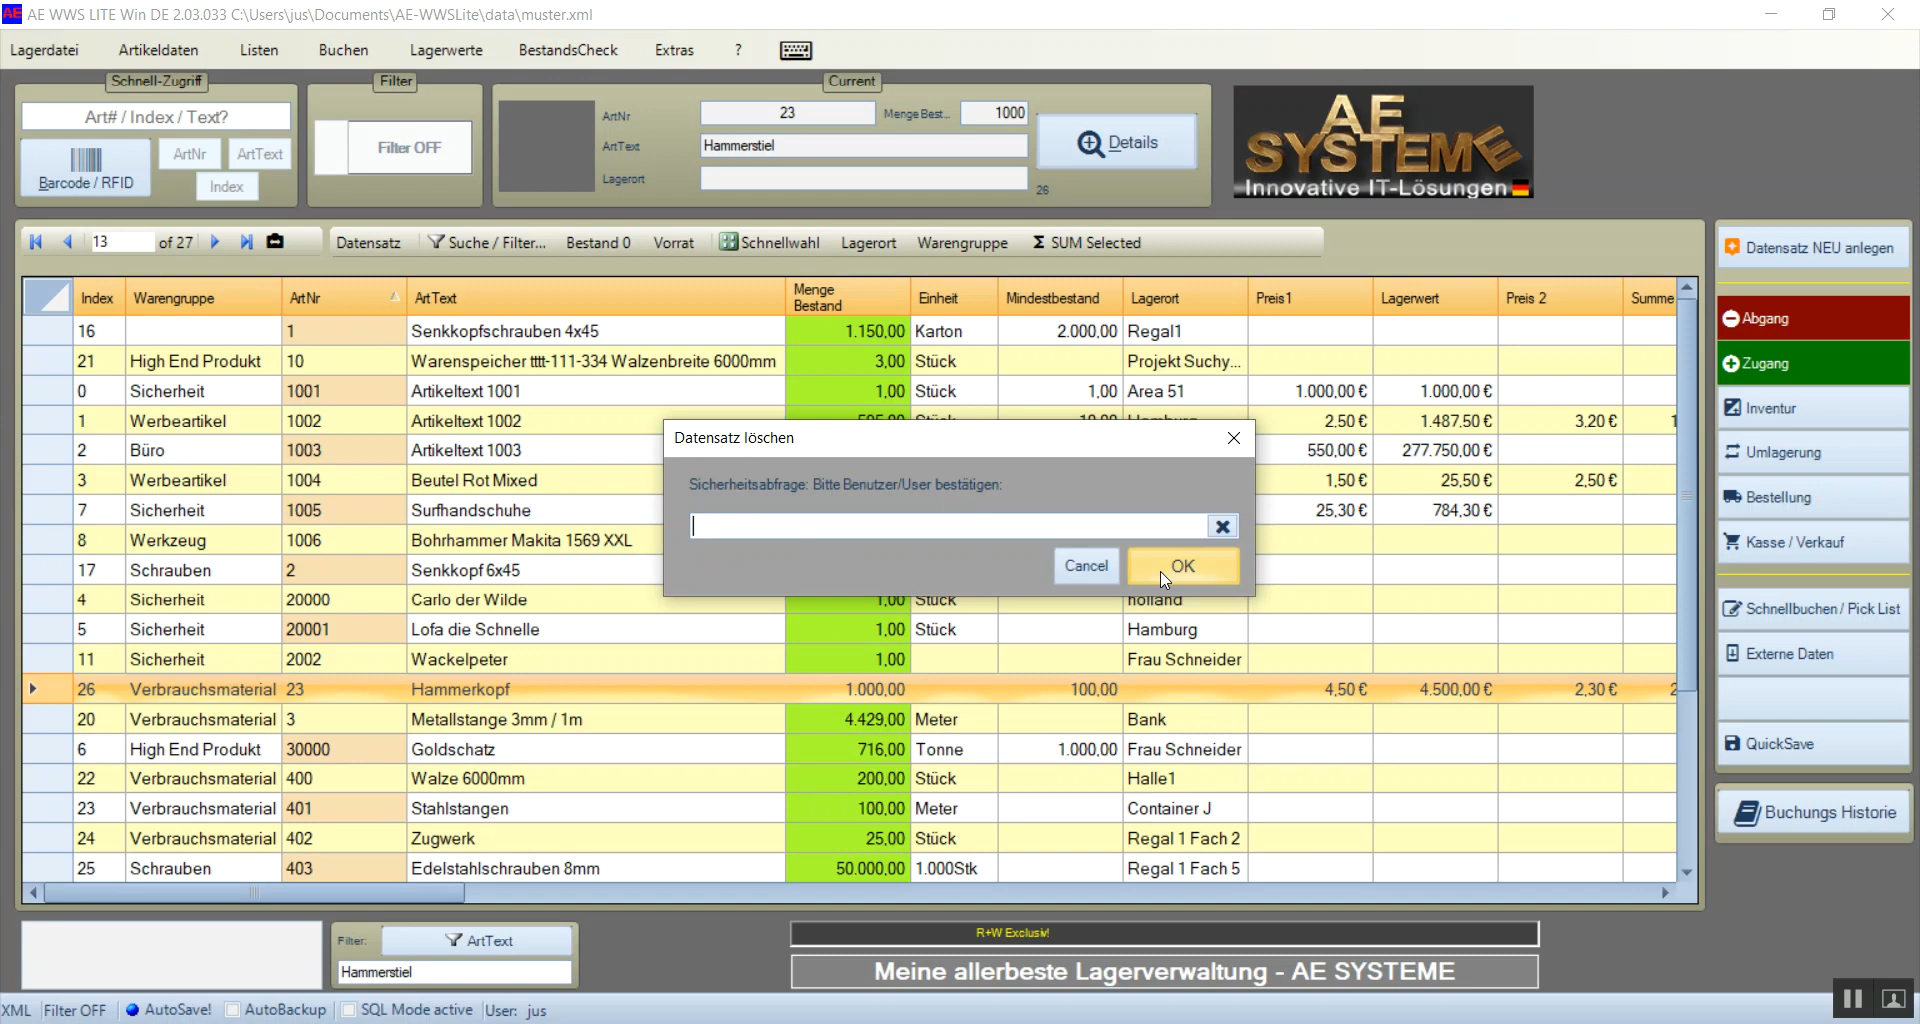 AE AE WWS LITE Win DE 2.03.033 C:\Users\jus\Documents\AE-WWSLite\data\muster.xml
Lagerdatei Artikeldaten Listen Buchen Lagerwerte BestandsCheck Extras ?
Schnell-Zugriff
Art# / Index / Text?
Barcode / RFID
ArtNr ArtText
Index
Filter
Filter OFF
Current
ArtNr 23 Menge Best... 1000
ArtText Hammerstiel
Lagerort
26
Details
AE
SYSTEME
Innovative IT-Lösungen
13 of 27 Datensatz Suche / Filter... Bestand 0 Vorrat Schnellwahl Lagerort Warengruppe Σ SUM Selected
Index Warengruppe ArtNr ArtText Menge Bestand Einheit Mindestbestand Lagerort Preis1 Lagerwert Preis 2 Summe
16 1 Senkkopfschrauben 4x45 1.150,00 Karton 2.000,00 Regal1
21 High End Produkt 10 Warenspeicher tttt-111-334 Walzenbreite 6000mm 3,00 Stück Projekt Suchy...
0 Sicherheit 1001 Artikeltext 1001 1,00 Stück 1,00 Area 51 1.000,00 € 1.000,00 €
1 Werbeartikel 1002 Artikeltext 1002 2,50 € 1.487,50 € 3,20 € 1
2 Büro 1003 Artikeltext 1003 550,00 € 277.750,00 €
3 Werbeartikel 1004 Beutel Rot Mixed 1,50 € 25,50 € 2,50 €
7 Sicherheit 1005 Surfhandschuhe 25,30 € 784,30 €
8 Werkzeug 1006 Bohrhammer Makita 1569 XXL
17 Schrauben 2 Senkkopf 6x45
4 Sicherheit 20000 Carlo der Wilde 1,00 Stück holland
5 Sicherheit 20001 Lofa die Schnelle 1,00 Stück Hamburg
11 Sicherheit 2002 Wackelpeter 1,00 Frau Schneider
26 Verbrauchsmaterial 23 Hammerkopf 1.000,00 100,00 4,50 € 4.500,00 € 2,30 € 2
20 Verbrauchsmaterial 3 Metallstange 3mm / 1m 4.429,00 Meter Bank
6 High End Produkt 30000 Goldschatz 716,00 Tonne 1.000,00 Frau Schneider
22 Verbrauchsmaterial 400 Walze 6000mm 200,00 Stück Halle1
23 Verbrauchsmaterial 401 Stahlstangen 100,00 Meter Container J
24 Verbrauchsmaterial 402 Zugwerk 25,00 Stück Regal 1 Fach 2
25 Schrauben 403 Edelstahlschrauben 8mm 50.000,00 1.000Stk Regal 1 Fach 5
Datensatz löschen
Sicherheitsabfrage: Bitte Benutzer/User bestätigen:
Cancel OK
Datensatz NEU anlegen
Abgang
Zugang
Inventur
Umlagerung
Bestellung
Kasse / Verkauf
Schnellbuchen / Pick List
Externe Daten
QuickSave
Buchungs Historie
Filter: ArtText
Hammerstiel
R+W Exclusiv!
Meine allerbeste Lagerverwaltung - AE SYSTEME
XML Filter OFF AutoSave! AutoBackup SQL Mode active User: jus